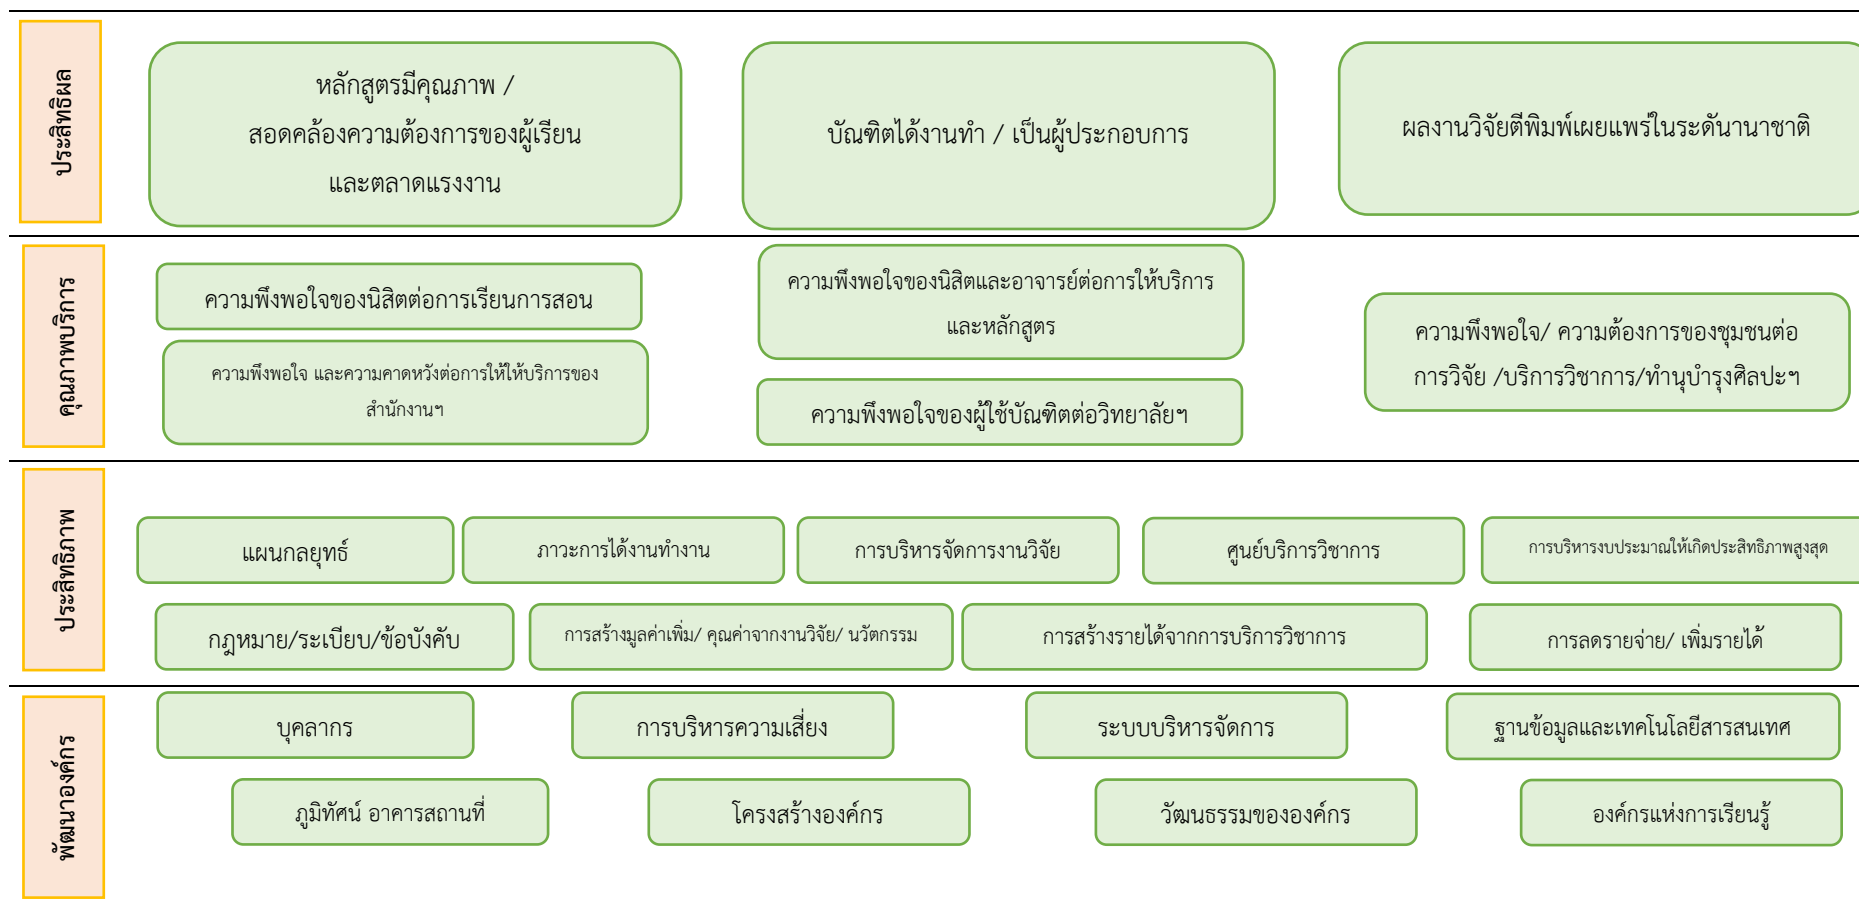 ประสิทธิผล
หลักสูตรมีคุณภาพ /
สอดคล้องความต้องการของผู้เรียน
และตลาดแรงงาน
บัณฑิตได้งานทำ / เป็นผู้ประกอบการ
ผลงานวิจัยตีพิมพ์เผยแพร่ในระดันานาชาติ
คุณภาพบริการ
ความพึงพอใจของนิสิตต่อการเรียนการสอน
ความพึงพอใจ และความคาดหวังต่อการให้ให้บริการของ
สำนักงานฯ
ความพึงพอใจของนิสิตและอาจารย์ต่อการให้บริการ
และหลักสูตร
ความพึงพอใจของผู้ใช้บัณฑิตต่อวิทยาลัยฯ
ความพึงพอใจ/ ความต้องการของชุมชนต่อ
การวิจัย /บริการวิชาการ/ทำนุบำรุงศิลปะฯ
ประสิทธิภาพ
แผนกลยุทธ์
ภาวะการได้งานทำงาน
การบริหารจัดการงานวิจัย
ศูนย์บริการวิชาการ
การบริหารงบประมาณให้เกิดประสิทธิภาพสูงสุด
กฎหมาย/ระเบียบ/ข้อบังคับ
การสร้างมูลค่าเพิ่ม/ คุณค่าจากงานวิจัย/ นวัตกรรม
การสร้างรายได้จากการบริการวิชาการ
การลดรายจ่าย/ เพิ่มรายได้
พัฒนาองค์กร
บุคลากร
การบริหารความเสี่ยง
ระบบบริหารจัดการ
ฐานข้อมูลและเทคโนโลยีสารสนเทศ
ภูมิทัศน์ อาคารสถานที่
โครงสร้างองค์กร
วัฒนธรรมขององค์กร
องค์กรแห่งการเรียนรู้